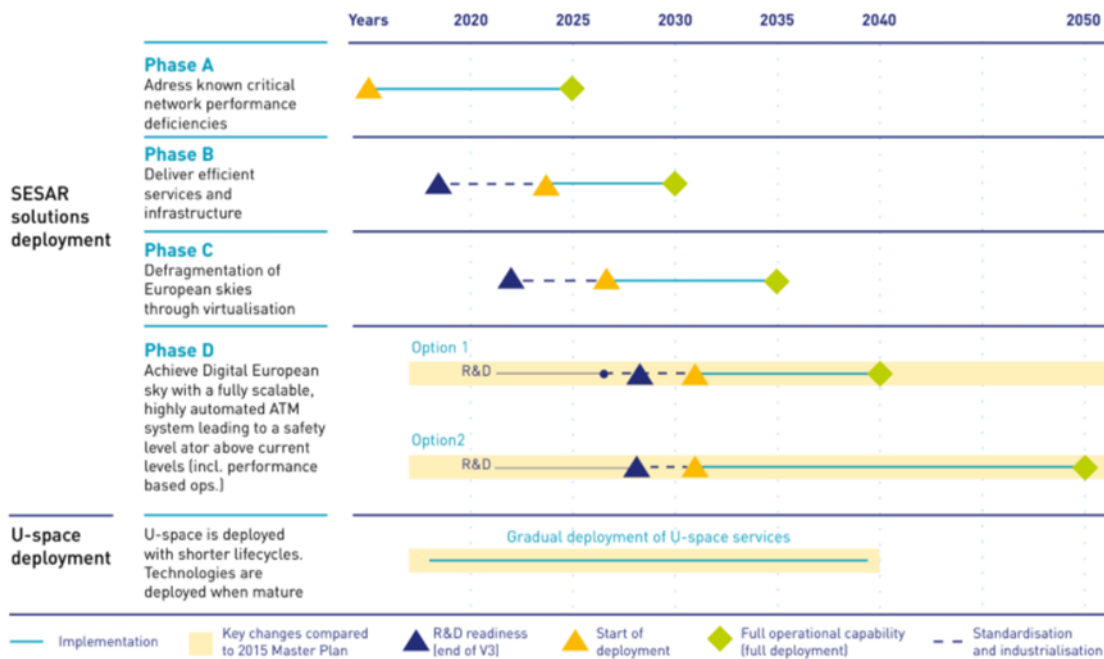 Years 2020 2025 2030 2035 2040 2050
SESAR
solutions
deployment
Phase A
Adress known critical
network performance
deficiencies
Phase B
Deliver efficient
services and
infrastructure
Phase C
Defragmentation of
European skies
through virtualisation
Phase D
Achieve Digital European
sky with a fully scalable,
highly automated ATM
system leading to a safety
level ator above current
levels (incl. performance
based ops.)
Option 1
R&D
Option2
R&D
U-space
deployment
U-space is deployed
with shorter lifecycles.
Technologies are
deployed when mature
Gradual deployment of U-space services
Implementation
Key changes compared
to 2015 Master Plan
R&D readiness
(end of V3)
Start of
deployment
Full operational capability
(full deployment)
Standardisation
and industrialisation